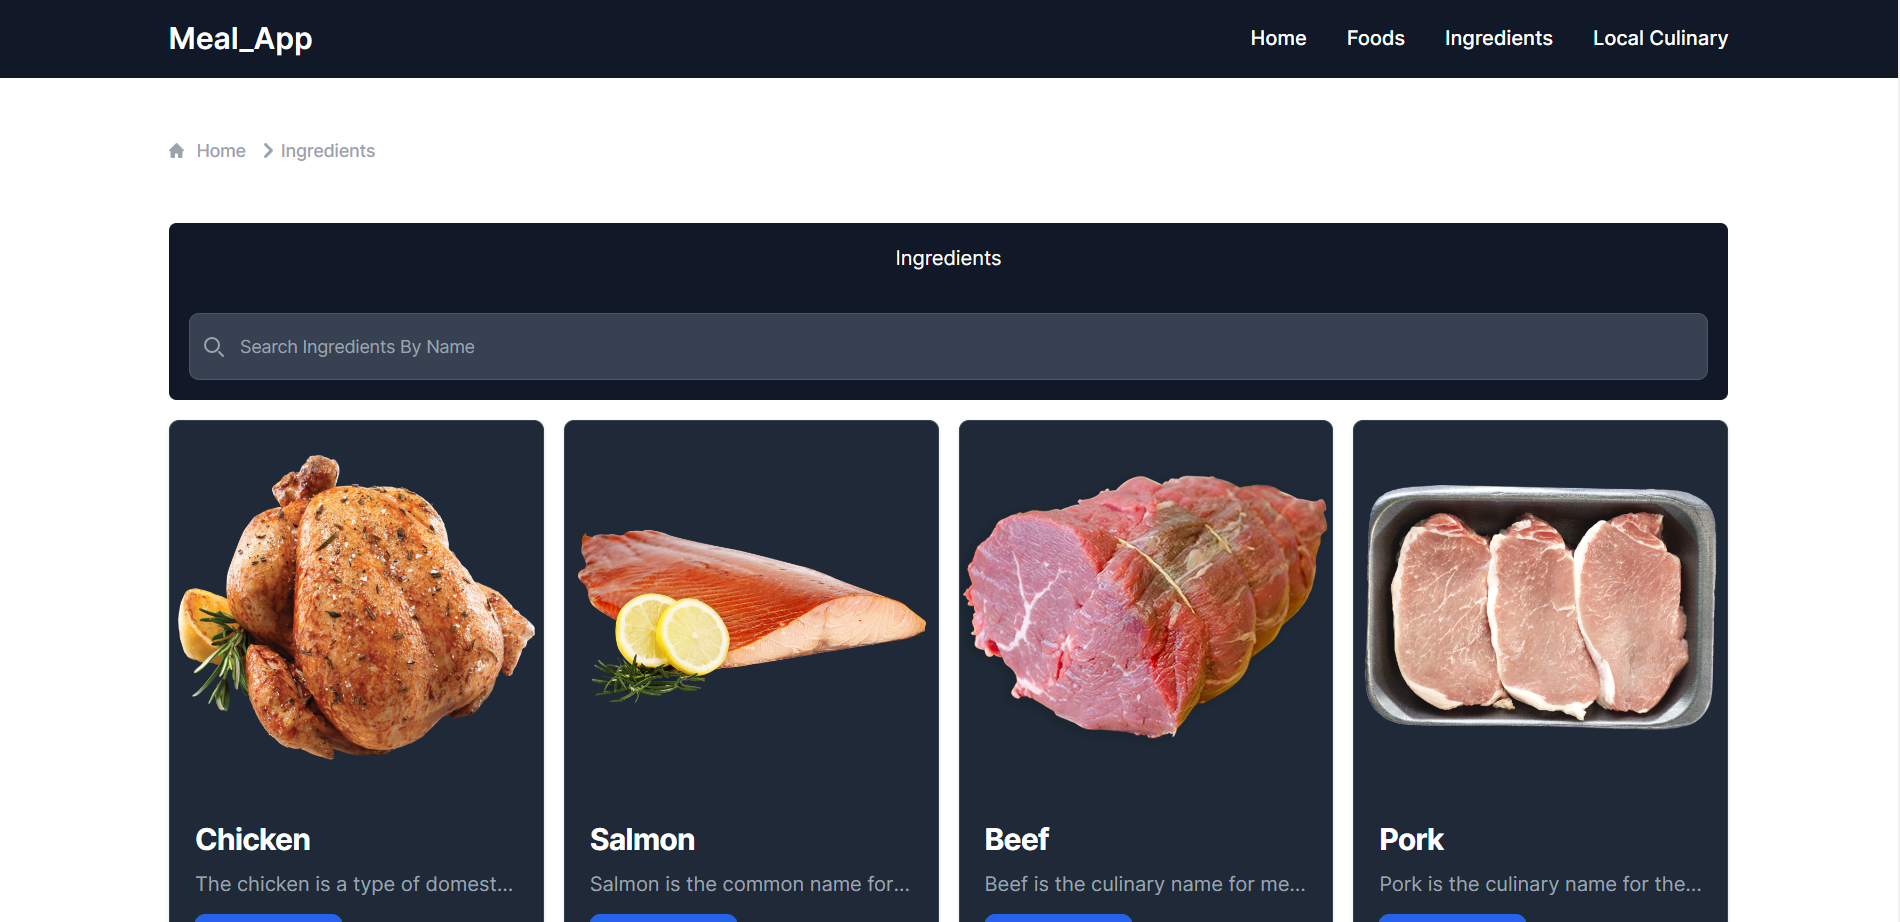 Meal_App
Home
Foods
Ingredients
Local Culinary
Home
Ingredients
Ingredients
Search Ingredients By Name
Chicken
The chicken is a type of domest...
Salmon
Salmon is the common name for...
Beef
Beef is the culinary name for me...
Pork
Pork is the culinary name for the...